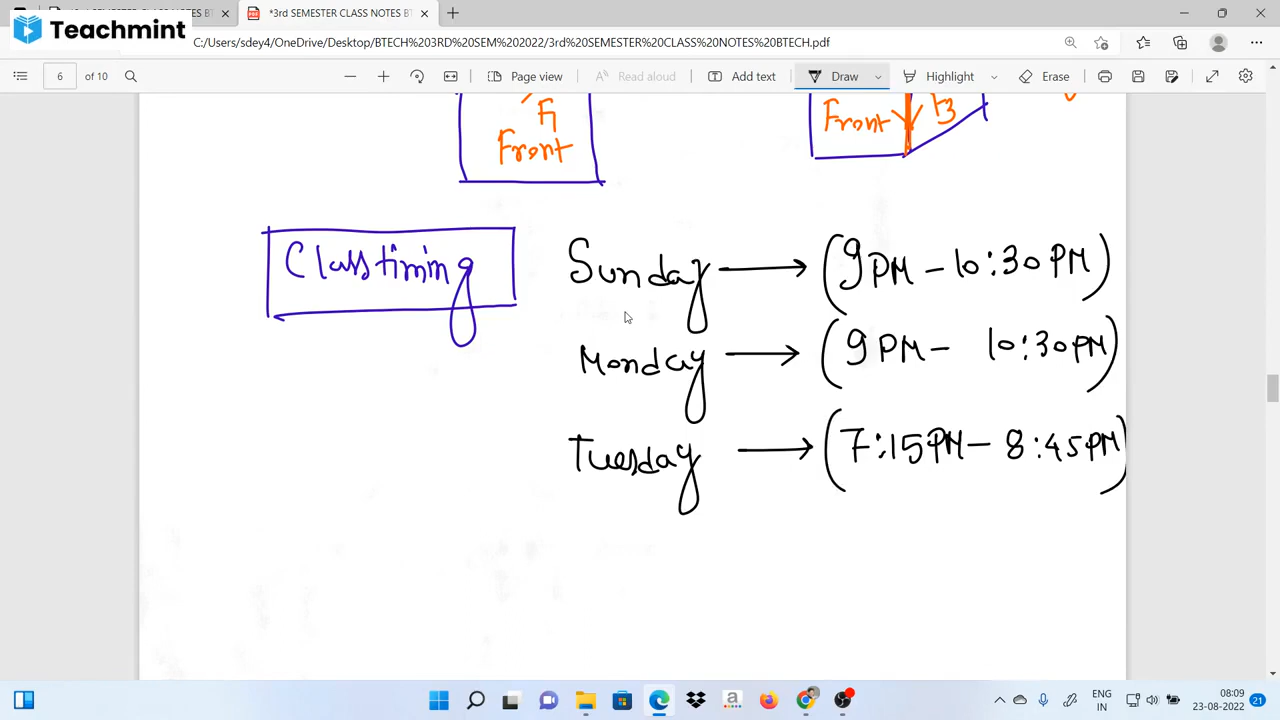 *3rd SEMESTER CLASS NOTES BT
Teachmint
C:/Users/sdey4/OneDrive/Desktop/BTECH%203RD%20SEM%202022/3rd%20SEMESTER%20CLASS%20NOTES%20BTECH.pdf
6 of 10 Page view Read aloud Add text Draw Highlight Erase
F1 Front
Front F3
Class timing
Sunday → (9PM - 10:30PM)
Monday → (9PM - 10:30PM)
Tuesday → (7:15PM - 8:45PM)
ENG 08:09
IN 23-08-2022 21